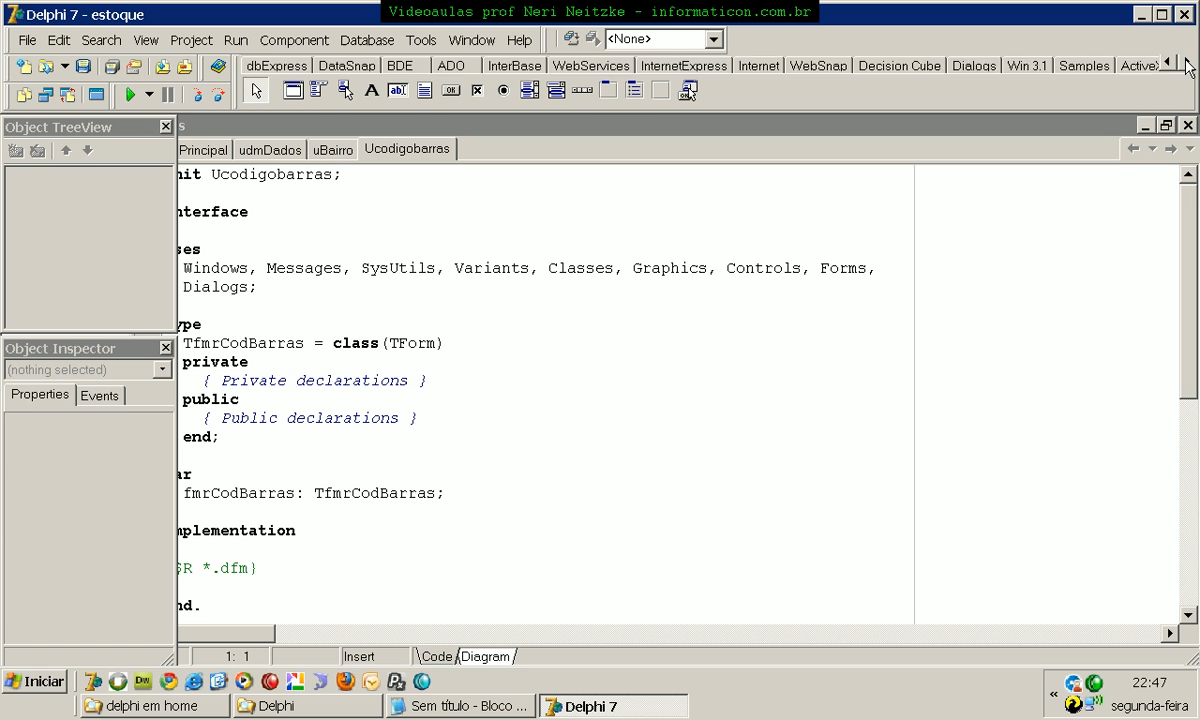 Delphi 7 - estoque
Videoaulas prof Neri Neitzke - informaticon.com.br
File Edit Search View Project Run Component Database Tools Window Help <None>
dbExpress DataSnap BDE ADO InterBase WebServices InternetExpress Internet WebSnap Decision Cube Dialogs Win 3.1 Samples ActiveX
Object TreeView
s
Principal udmDados uBairro Ucodigobarras
nit Ucodigobarras;
nterface
ses
Windows, Messages, SysUtils, Variants, Classes, Graphics, Controls, Forms,
Dialogs;
ype
TfmrCodBarras = class(TForm)
private
{ Private declarations }
public
{ Public declarations }
end;
ar
fmrCodBarras: TfmrCodBarras;
mplementation
$R *.dfm}
nd.
Object Inspector
(nothing selected)
Properties Events
1: 1 Insert \Code/Diagram/
Iniciar
delphi em home Delphi Sem título - Bloco ... Delphi 7
«
22:47
segunda-feira